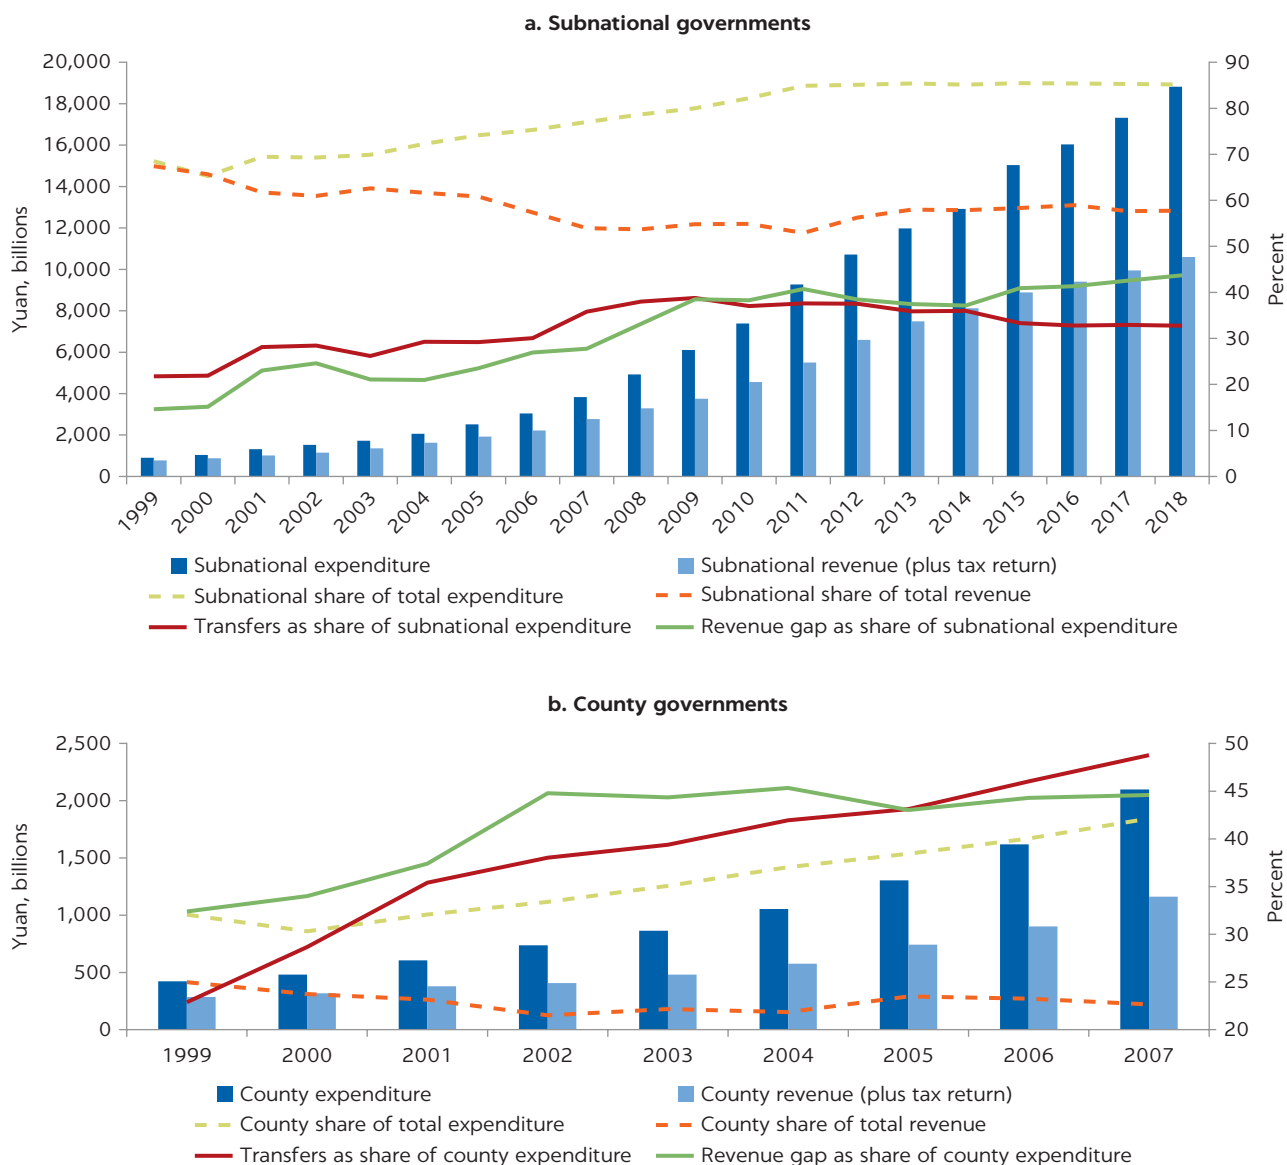 a. Subnational governments
20,000
18,000
16,000
14,000
12,000
10,000
8,000
6,000
4,000
2,000
0
Yuan, billions
90
80
70
60
50
40
30
20
10
0
Percent
1999 2000 2001 2002 2003 2004 2005 2006 2007 2008 2009 2010 2011 2012 2013 2014 2015 2016 2017 2018
Subnational expenditure Subnational revenue (plus tax return)
Subnational share of total expenditure Subnational share of total revenue
Transfers as share of subnational expenditure Revenue gap as share of subnational expenditure
b. County governments
2,500
2,000
1,500
1,000
500
0
Yuan, billions
50
45
40
35
30
25
20
Percent
1999 2000 2001 2002 2003 2004 2005 2006 2007
County expenditure County revenue (plus tax return)
County share of total expenditure County share of total revenue
Transfers as share of county expenditure Revenue gap as share of county expenditure